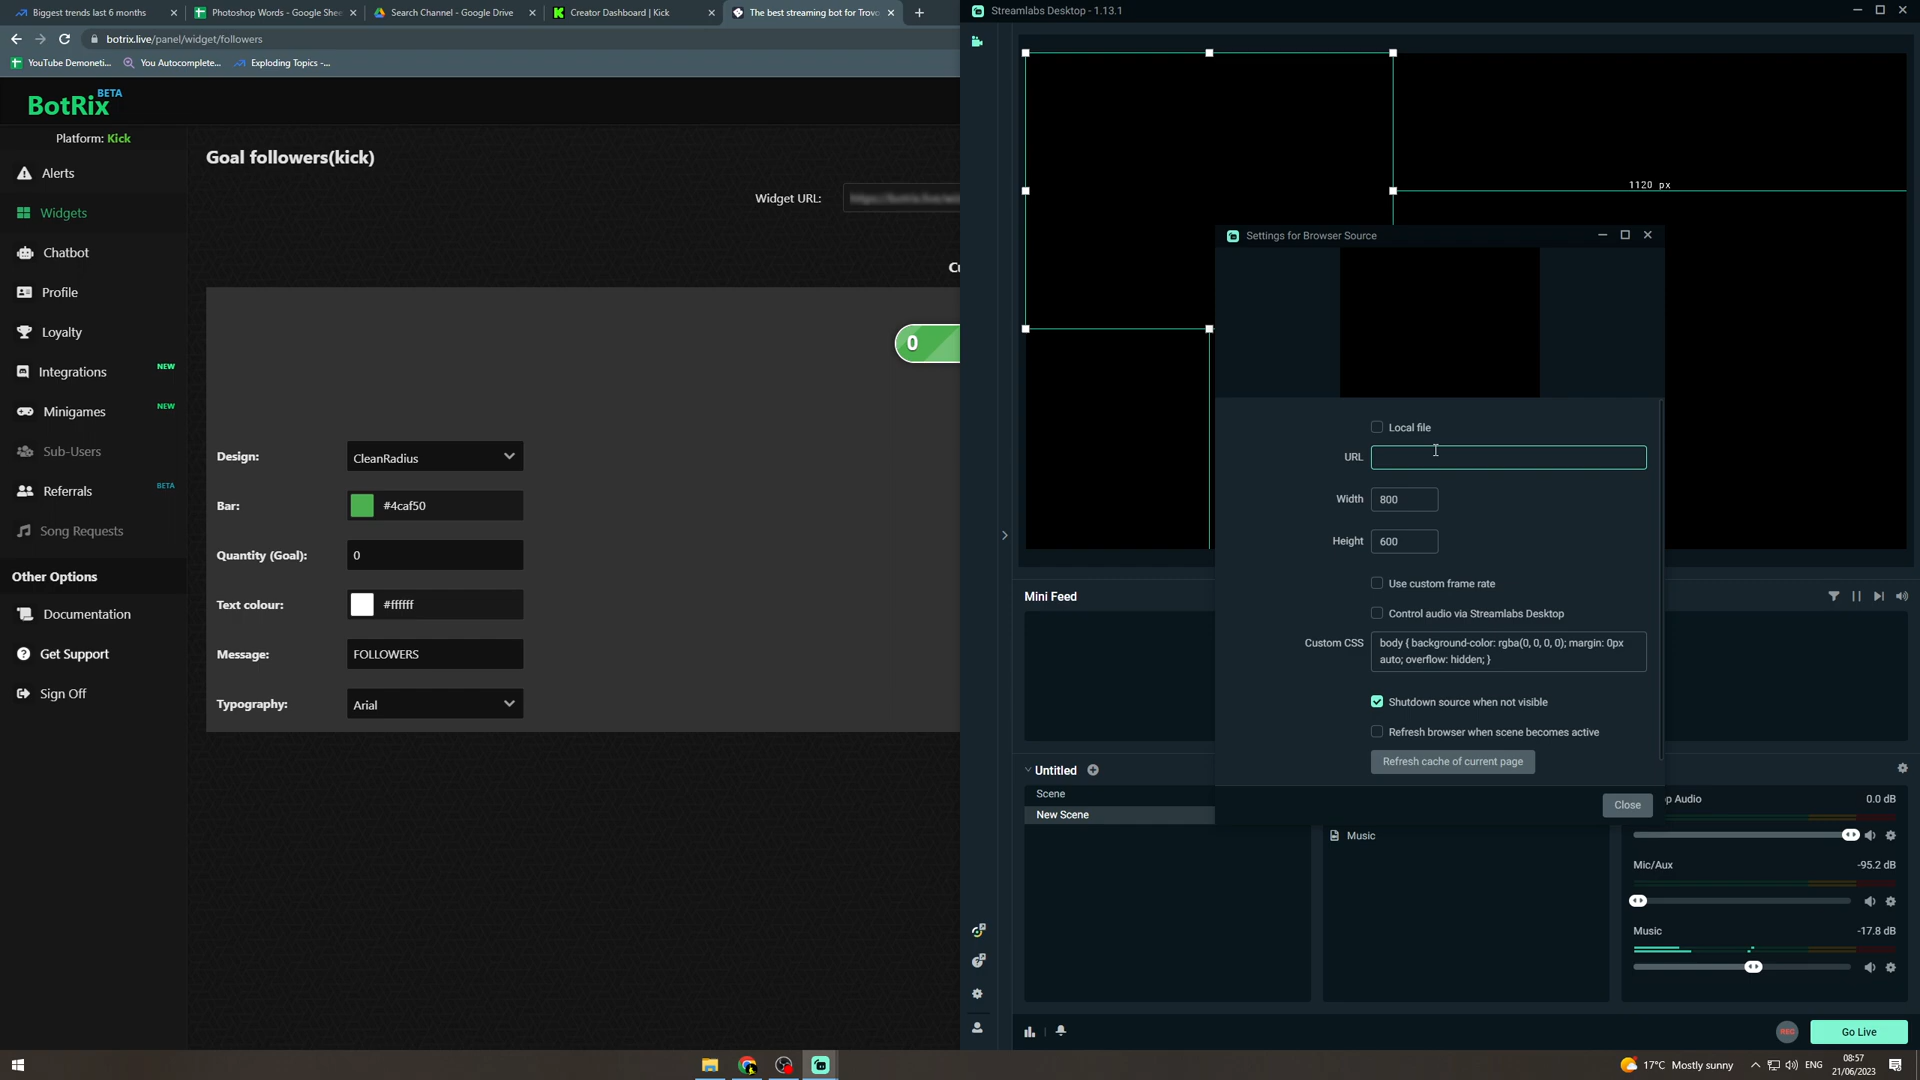 Biggest trends last 6 months
Photoshop Words - Google Shee
Search Channel - Google Drive
Creator Dashboard | Kick
The best streaming bot for Trovo
botrix.live/panel/widget/followers
YouTube Demoneti...
You Autocomplete...
Exploding Topics -...
BotRix BETA
Platform: Kick
Alerts
Widgets
Chatbot
Profile
Loyalty
Integrations NEW
Minigames NEW
Sub-Users
Referrals BETA
Song Requests
Other Options
Documentation
Get Support
Sign Off
Goal followers(kick)
Widget URL:
Cu
0
Design: CleanRadius
Bar: #4caf50
Quantity (Goal): 0
Text colour: #ffffff
Message: FOLLOWERS
Typography: Arial
Streamlabs Desktop - 1.13.1
1120 px
Settings for Browser Source
Local file
URL
Width 800
Height 600
Use custom frame rate
Control audio via Streamlabs Desktop
Custom CSS body { background-color: rgba(0, 0, 0, 0); margin: 0px
auto; overflow: hidden; }
Shutdown source when not visible
Refresh browser when scene becomes active
Refresh cache of current page
Close
Mini Feed
Untitled
Scene
New Scene
Music
p Audio 0.0 dB
Mic/Aux -95.2 dB
Music -17.8 dB
REC
Go Live
17°C Mostly sunny
ENG
08:57
21/06/2023